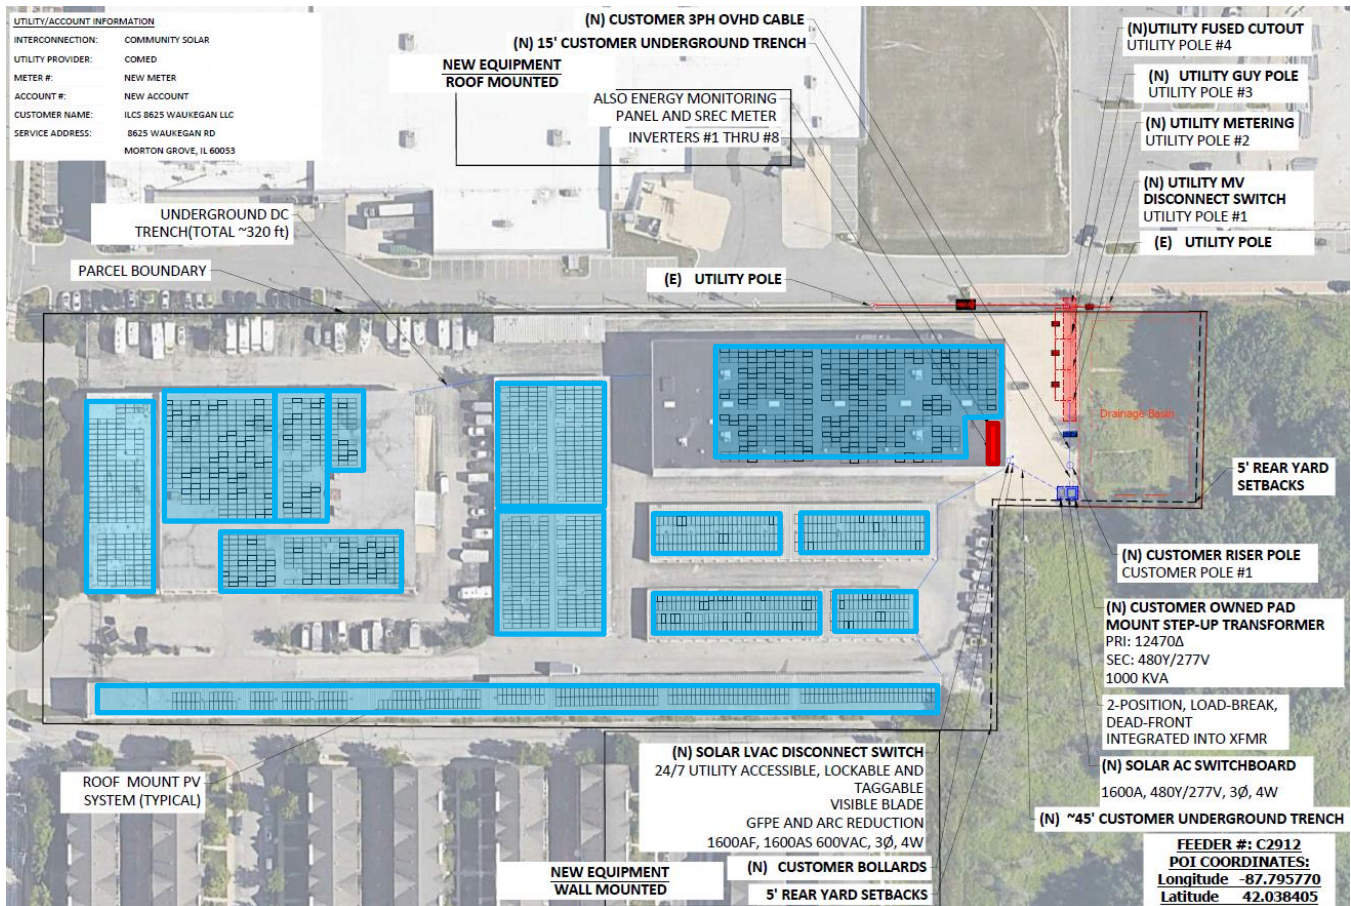 UTILITY/ACCOUNT INFORMATION
INTERCONNECTION: COMMUNITY SOLAR
UTILITY PROVIDER: COMED
METER #: NEW METER
ACCOUNT #: NEW ACCOUNT
CUSTOMER NAME: ILCS 8625 WAUKEGAN LLC
SERVICE ADDRESS: 8625 WAUKEGAN RD
MORTON GROVE, IL 60053
(N) CUSTOMER 3PH OVHD CABLE
(N) 15' CUSTOMER UNDERGROUND TRENCH
NEW EQUIPMENT
ROOF MOUNTED
ALSO ENERGY MONITORING
PANEL AND SREC METER
INVERTERS #1 THRU #8
(N)UTILITY FUSED CUTOUT
UTILITY POLE #4
(N) UTILITY GUY POLE
UTILITY POLE #3
(N) UTILITY METERING
UTILITY POLE #2
(N) UTILITY MV
DISCONNECT SWITCH
UTILITY POLE #1
(E) UTILITY POLE
UNDERGROUND DC
TRENCH(TOTAL ~320 ft)
PARCEL BOUNDARY
(E) UTILITY POLE
Drainage Basin
5' REAR YARD
SETBACKS
(N) CUSTOMER RISER POLE
CUSTOMER POLE #1
(N) CUSTOMER OWNED PAD
MOUNT STEP-UP TRANSFORMER
PRI: 12470Δ
SEC: 480Y/277V
1000 KVA
2-POSITION, LOAD-BREAK,
DEAD-FRONT
INTEGRATED INTO XFMR
(N) SOLAR AC SWITCHBOARD
1600A, 480Y/277V, 3Ø, 4W
(N) ~45' CUSTOMER UNDERGROUND TRENCH
ROOF MOUNT PV
SYSTEM (TYPICAL)
(N) SOLAR LVAC DISCONNECT SWITCH
24/7 UTILITY ACCESSIBLE, LOCKABLE AND
TAGGABLE
VISIBLE BLADE
GFPE AND ARC REDUCTION
1600AF, 1600AS 600VAC, 3Ø, 4W
(N) CUSTOMER BOLLARDS
5' REAR YARD SETBACKS
NEW EQUIPMENT
WALL MOUNTED
FEEDER #: C2912
POI COORDINATES:
Longitude -87.795770
Latitude 42.038405